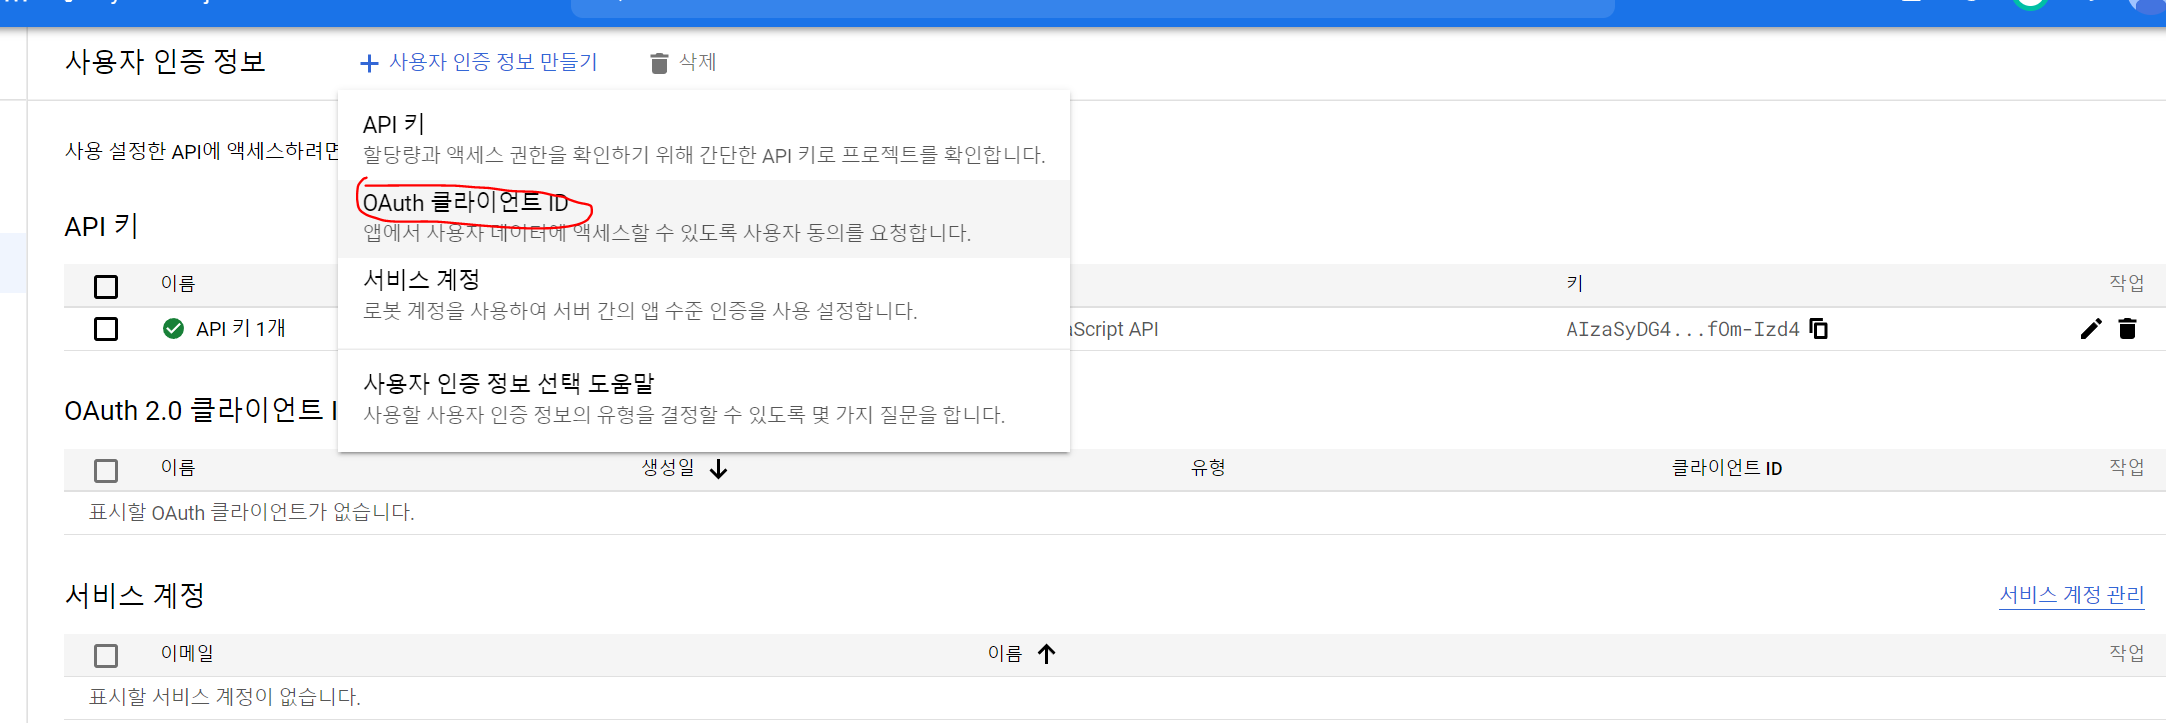 사용자 인증 정보
사용자 인증 정보 만들기
삭제
API 키
할당량과 액세스 권한을 확인하기 위해 간단한 API 키로 프로젝트를 확인합니다.
OAuth 클라이언트 ID
앱에서 사용자 데이터에 액세스할 수 있도록 사용자 동의를 요청합니다.
서비스 계정
로봇 계정을 사용하여 서버 간의 앱 수준 인증을 사용 설정합니다.
사용자 인증 정보 선택 도움말
사용할 사용자 인증 정보의 유형을 결정할 수 있도록 몇 가지 질문을 합니다.
사용 설정한 API에 액세스하려면
API 키
이름 키 작업
API 키 1개 aScript API AIzaSyDG4...fOm-Izd4
OAuth 2.0 클라이언트 I
이름 생성일 유형 클라이언트 ID 작업
표시할 OAuth 클라이언트가 없습니다.
서비스 계정 서비스 계정 관리
이메일 이름 작업
표시할 서비스 계정이 없습니다.